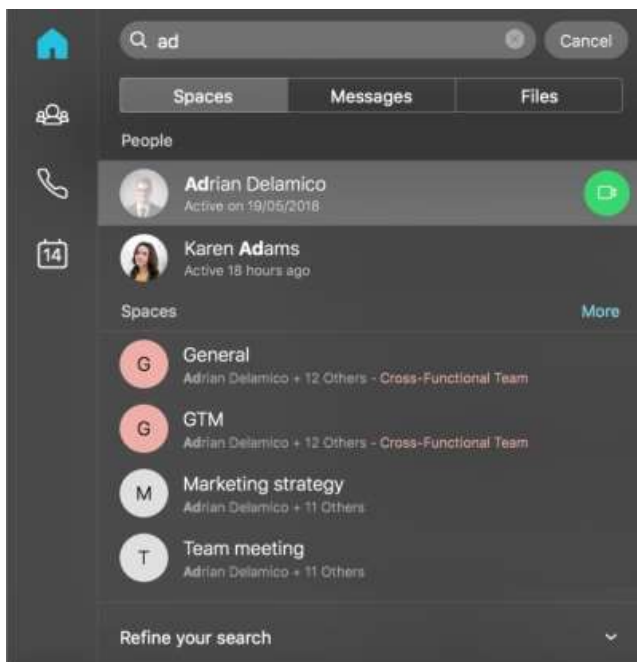 ad
Cancel
Spaces
Messages
Files
People
Adrian Delamico
Active on 19/05/2018
Karen Adams
Active 18 hours ago
14
Spaces
More
G
General
Adrian Delamico + 12 Others - Cross-Functional Team
G
GTM
Adrian Delamico + 12 Others - Cross-Functional Team
M
Marketing strategy
Adrian Delamico + 11 Others
T
Team meeting
Adrian Delamico + 11 Others
Refine your search